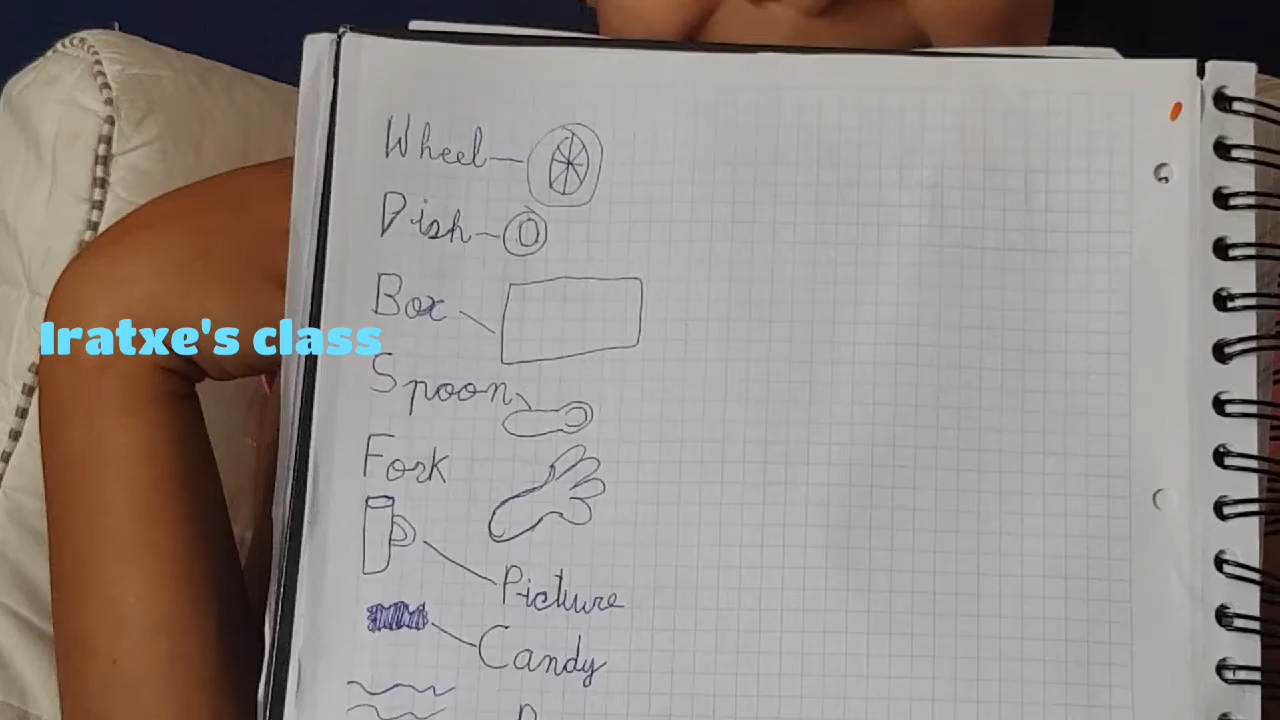 Wheel
Dish
Box
Iratxe's class
Spoon
Fork
Picture
Candy